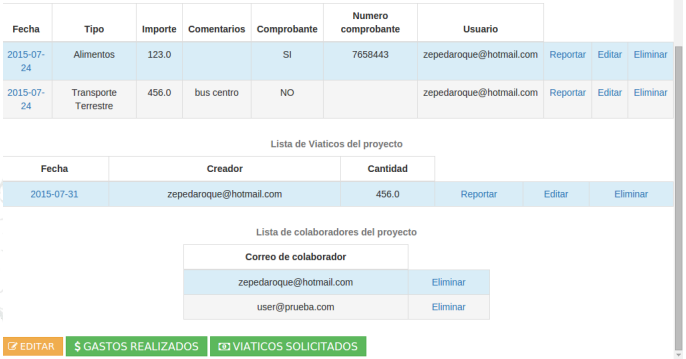 Fecha Tipo Importe Comentarios Comprobante Numero comprobante Usuario
2015-07-24 Alimentos 123.0 SI 7658443 zepedaroque@hotmail.com Reportar Editar Eliminar
2015-07-24 Transporte Terrestre 456.0 bus centro NO zepedaroque@hotmail.com Reportar Editar Eliminar
Lista de Viaticos del proyecto
Fecha Creador Cantidad
2015-07-31 zepedaroque@hotmail.com 456.0 Reportar Editar Eliminar
Lista de colaboradores del proyecto
Correo de colaborador
zepedaroque@hotmail.com Eliminar
user@prueba.com Eliminar
EDITAR $ GASTOS REALIZADOS VIATICOS SOLICITADOS